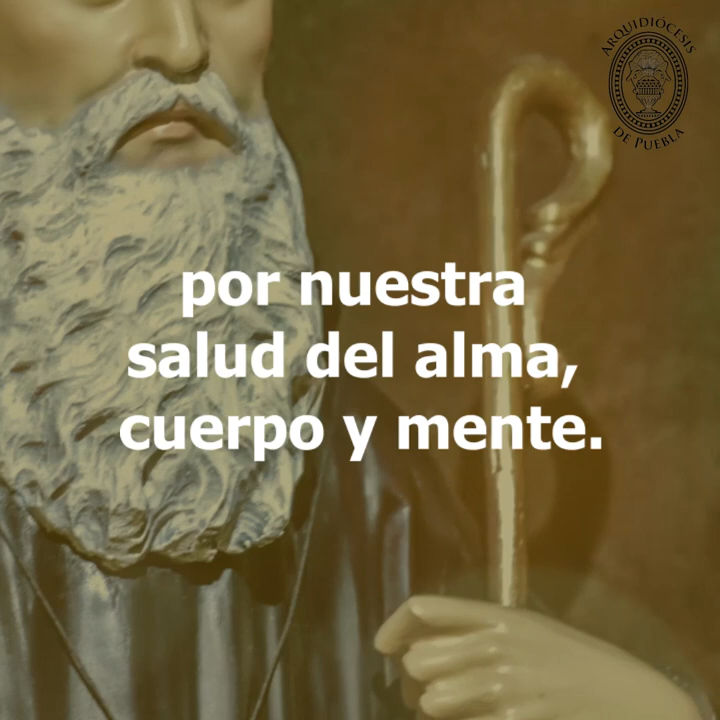 ARQUIDIÓCESIS
DE PUEBLA
por nuestra
salud del alma,
cuerpo y mente.